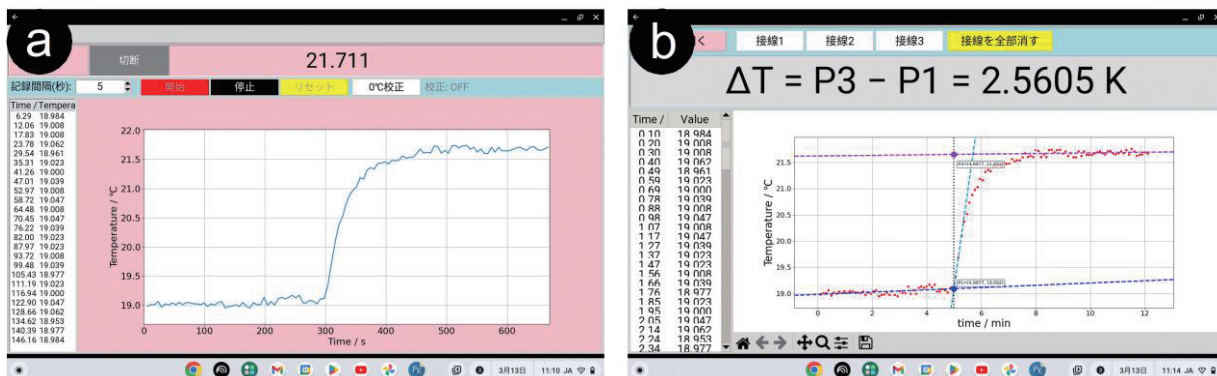 a
切断
21.711
記録間隔(秒):
5
開始
停止
リセット
0℃校正
校正: OFF
Time / Tempera
6.29 18.984
12.06 19.008
17.83 19.008
23.78 19.062
29.54 18.961
35.31 19.023
41.26 19.000
47.01 19.039
52.97 19.008
58.72 19.047
64.48 19.008
70.45 19.047
76.22 19.039
82.00 19.023
87.97 19.023
93.72 19.008
99.48 19.039
105.43 18.977
111.19 19.023
116.94 19.000
122.90 19.047
128.66 19.062
134.62 18.953
140.39 18.977
146.16 18.984
Temperature / ℃
22.0
21.5
21.0
20.5
20.0
19.5
19.0
0 100 200 300 400 500 600
Time / s
3月13日 11:10 JA
b
く
接線1
接線2
接線3
接線を全部消す
ΔT = P3 − P1 = 2.5605 K
Time / Value
0.10 18.984
0.20 19.008
0.30 19.008
0.40 19.062
0.49 18.961
0.59 19.023
0.69 19.000
0.78 19.039
0.88 19.008
0.98 19.047
1.07 19.008
1.17 19.047
1.27 19.039
1.37 19.023
1.47 19.023
1.56 19.008
1.66 19.039
1.76 18.977
1.85 19.023
1.95 19.000
2.05 19.047
2.14 19.062
2.24 18.953
2.34 18.977
Temperature / ℃
21.5
21.0
20.5
20.0
19.5
19.0
0 2 4 6 8 10 12
time / min
3月13日 11:14 JA